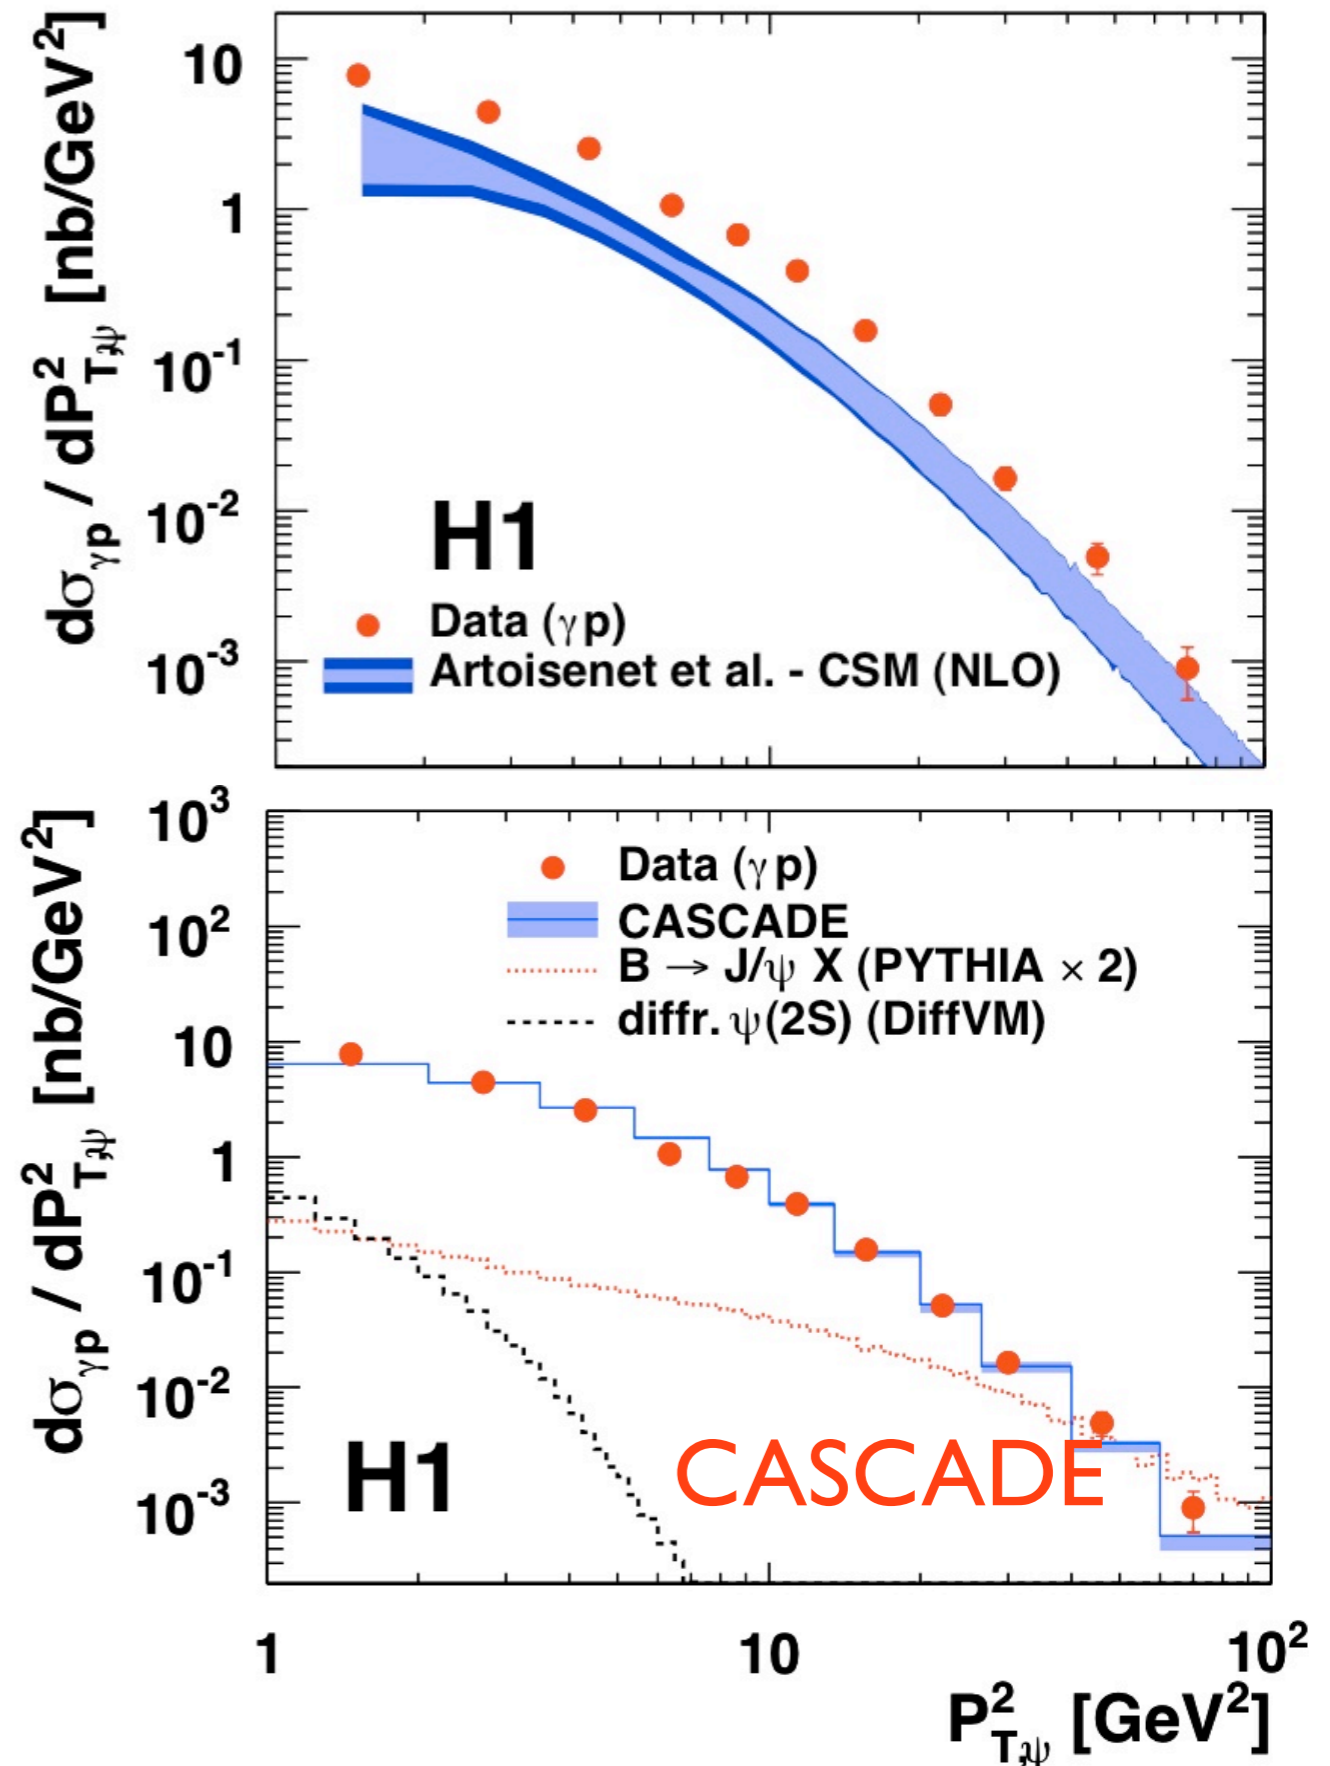 dσγp / dP²T,ψ [nb/GeV²]
10
1
10⁻¹
10⁻²
10⁻³
H1
Data (γp)
Artoisenet et al. - CSM (NLO)
dσγp / dP²T,ψ [nb/GeV²]
10³
10²
10
1
10⁻¹
10⁻²
10⁻³
Data (γp)
CASCADE
B → J/ψ X (PYTHIA × 2)
diffr. ψ(2S) (DiffVM)
H1
CASCADE
1 10 10²
P²T,ψ [GeV²]